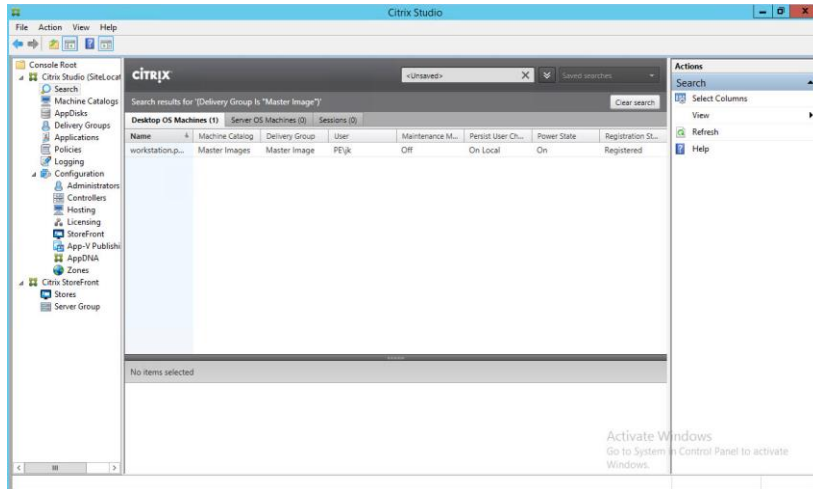 Citrix Studio
File Action View Help
Console Root
Citrix Studio (SiteLocat
Search
Machine Catalogs
AppDisks
Delivery Groups
Applications
Policies
Logging
Configuration
Administrators
Controllers
Hosting
Licensing
StoreFront
App-V Publishi
AppDNA
Zones
Citrix StoreFront
Stores
Server Group
CITRIX
<Unsaved>
Saved searches
Search results for '(Delivery Group Is "Master Image")'
Clear search
Desktop OS Machines (1) Server OS Machines (0) Sessions (0)
Name Machine Catalog Delivery Group User Maintenance M... Persist User Ch... Power State Registration St...
workstation.p... Master Images Master Image PE\jk Off On Local On Registered
No items selected
Actions
Search
Select Columns
View
Refresh
Help
Activate Windows
Go to System in Control Panel to activate
Windows.